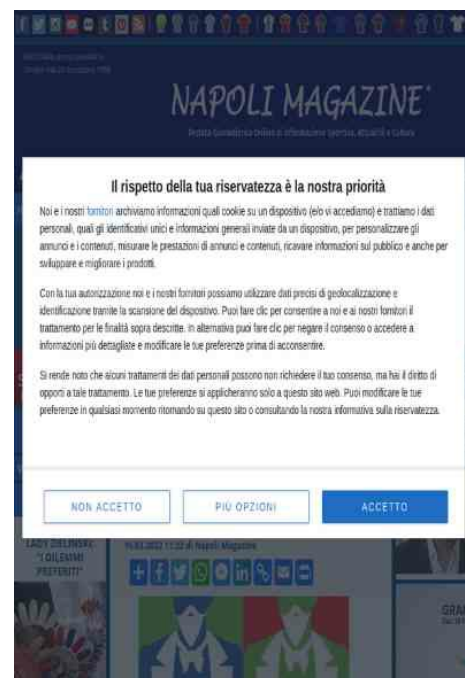 NAPOLI MAGAZINE
Il rispetto della tua riservatezza è la nostra priorità
Noi e i nostri fornitori archiviamo informazioni quali cookie su un dispositivo (e/o vi accediamo) e trattiamo i dati
personali, quali gli identificativi unici e informazioni generali inviate da un dispositivo, per personalizzare gli
annunci e i contenuti, misurare le prestazioni di annunci e contenuti, ricavare informazioni sul pubblico e anche per
sviluppare e migliorare i prodotti.
Con la tua autorizzazione noi e i nostri fornitori possiamo utilizzare dati precisi di geolocalizzazione e
identificazione tramite la scansione del dispositivo. Puoi fare clic per consentire a noi e ai nostri fornitori il
trattamento per le finalità sopra descritte. In alternativa puoi fare clic per negare il consenso o accedere a
informazioni più dettagliate e modificare le tue preferenze prima di acconsentire.
Si rende noto che alcuni trattamenti dei dati personali possono non richiedere il tuo consenso, ma hai il diritto di
opporti a tale trattamento. Le tue preferenze si applicheranno solo a questo sito web. Puoi modificare le tue
preferenze in qualsiasi momento ritornando su questo sito o consultando la nostra informativa sulla riservatezza.
NON ACCETTO
PIÙ OPZIONI
ACCETTO
LADY ZIELINSKI:
"I DILEMMI
PREFERITI"
11:22 di Napoli Magazine